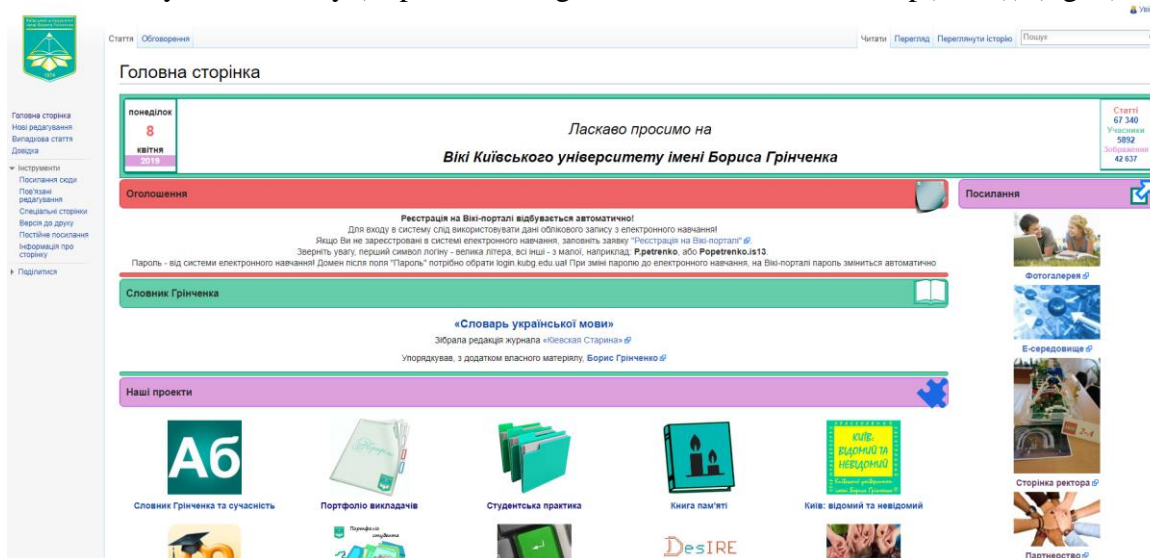 Уві
Стаття Обговорення
Читати Перегляд Переглянути історію Пошук
Головна сторінка
Головна сторінка
Нові редагування
Випадкова стаття
Довідка
Інструменти
Посилання сюди
Пов'язані
редагування
Спеціальні сторінки
Версія до друку
Постійне посилання
Інформація про
сторінку
Поділитися
понеділок
8
квітня
2019
Ласкаво просимо на
Вікі Київського університету імені Бориса Грінченка
Статті
67 340
Учасники
5892
Зображення
42 637
Оголошення
Реєстрація на Вікі-порталі відбувається автоматично!
Для входу в систему слід використовувати дані облікового запису з електронного навчання!
Якщо Ви не зареєстровані в системі електронного навчання, заповніть заявку "Реєстрація на Вікі-порталі"
Зверніть увагу, перший символ логіну - велика літера, всі інші - з малої, наприклад: P.petrenko, або Popetrenko.is13.
Пароль - від системи електронного навчання! Домен після поля "Пароль" потрібно обрати login.kubg.edu.ua! При зміні паролю до електронного навчання, на Вікі-порталі пароль зміниться автоматично
Словник Грінченка
«Словарь української мови»
Зібрала редакція журнала «Кіевская Старина»
Упорядкував, з додатком власного матеріялу, Борис Грінченко
Наші проекти
Аб
КИЇВ:
ВІДОМИЙ ТА
НЕВІДОМИЙ
Словник Грінченка та сучасність
Портфоліо викладачів
Студентська практика
Книга пам'яті
Київ: відомий та невідомий
Портфоліо
студента
DesIRE
Посилання
Фотогалерея
Е-середовище
2-А
Сторінка ректора
Партнерство